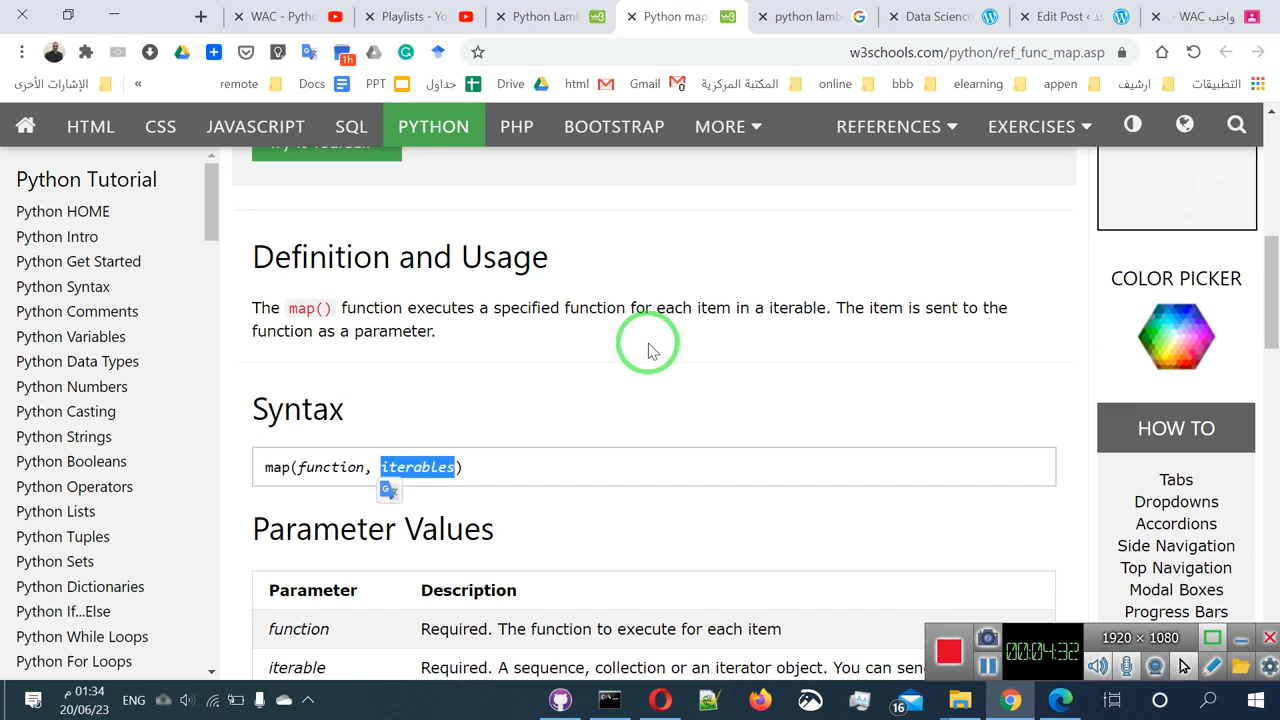 WAC - Pytho
Playlists - Yo
Python Lam
Python map(
python lamb
Data Science
Edit Post ‹
واجب WAC -
w3schools.com/python/ref_func_map.asp
1h
الإشارات الأخرى
«
remote
Docs
PPT
جداول
Drive
html
Gmail
المكتبة المركزية
online
bbb
ارشيف
elearning
appen
التطبيقات
HTML
CSS
JAVASCRIPT
SQL
PYTHON
PHP
BOOTSTRAP
MORE
REFERENCES
EXERCISES
Python Tutorial
Python HOME
Python Intro
Python Get Started
Python Syntax
Python Comments
Python Variables
Python Data Types
Python Numbers
Python Casting
Python Strings
Python Booleans
Python Operators
Python Lists
Python Tuples
Python Sets
Python Dictionaries
Python If...Else
Python While Loops
Python For Loops
Try it Yourself
Definition and Usage
The map() function executes a specified function for each item in a iterable. The item is sent to the
function as a parameter.
Syntax
map(function, iterables)
Parameter Values
Parameter Description
function Required. The function to execute for each item
iterable Required. A sequence, collection or an iterator object. You can sen
COLOR PICKER
HOW TO
Tabs
Dropdowns
Accordions
Side Navigation
Top Navigation
Modal Boxes
Progress Bars
00:04:32
1920 × 1080
01:34 م
20/06/23
ENG
16